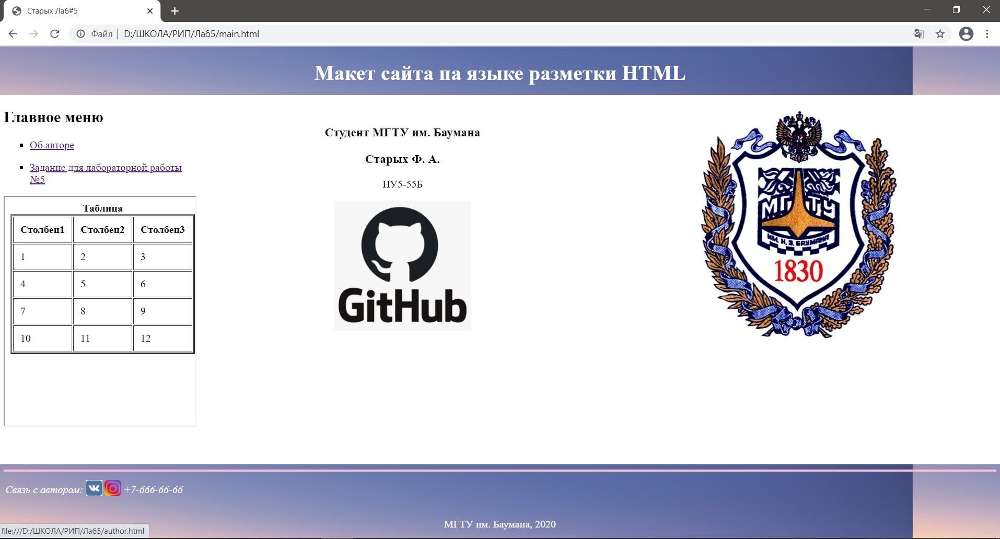 Старых Лаб#5
Файл | D:/ШКОЛА/РИП/Лаб5/main.html
Макет сайта на языке разметки HTML
Главное меню
Об авторе
Задание для лабораторной работы
№5
Таблица
Столбец1 Столбец2 Столбец3
1 2 3
4 5 6
7 8 9
10 11 12
Студент МГТУ им. Баумана
Старых Ф. А.
ИУ5-55Б
GitHub
МГТУ
ИМ. Н. Э. БАУМАНА
1830
Связь с автором: +7-666-66-66
МГТУ им. Баумана, 2020
file:///D:/ШКОЛА/РИП/Лаб5/author.html